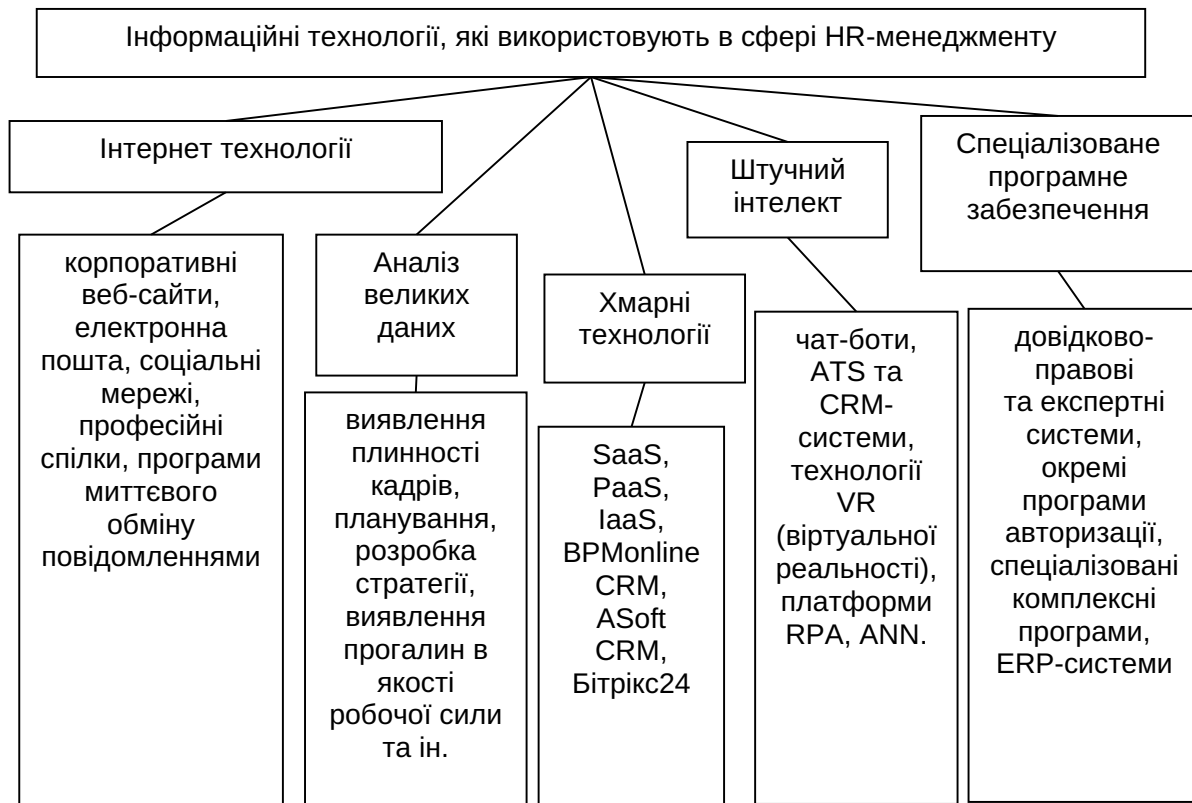 Інформаційні технології, які використовують в сфері HR-менеджменту
Інтернет технології
корпоративні
веб-сайти,
електронна
пошта, соціальні
мережі,
професійні
спілки, програми
миттєвого
обміну
повідомленнями
Аналіз
великих
даних
виявлення
плинності
кадрів,
планування,
розробка
стратегії,
виявлення
прогалин в
якості
робочої сили
та ін.
Хмарні
технології
SaaS,
PaaS,
IaaS,
BPMonline
CRM,
ASoft
CRM,
Бітрікс24
Штучний
інтелект
чат-боти,
ATS та
CRM-
системи,
технології
VR
(віртуальної
реальності),
платформи
RPA, ANN.
Спеціалізоване
програмне
забезпечення
довідково-
правові
та експертні
системи,
окремі
програми
авторизації,
спеціалізовані
комплексні
програми,
ERP-системи